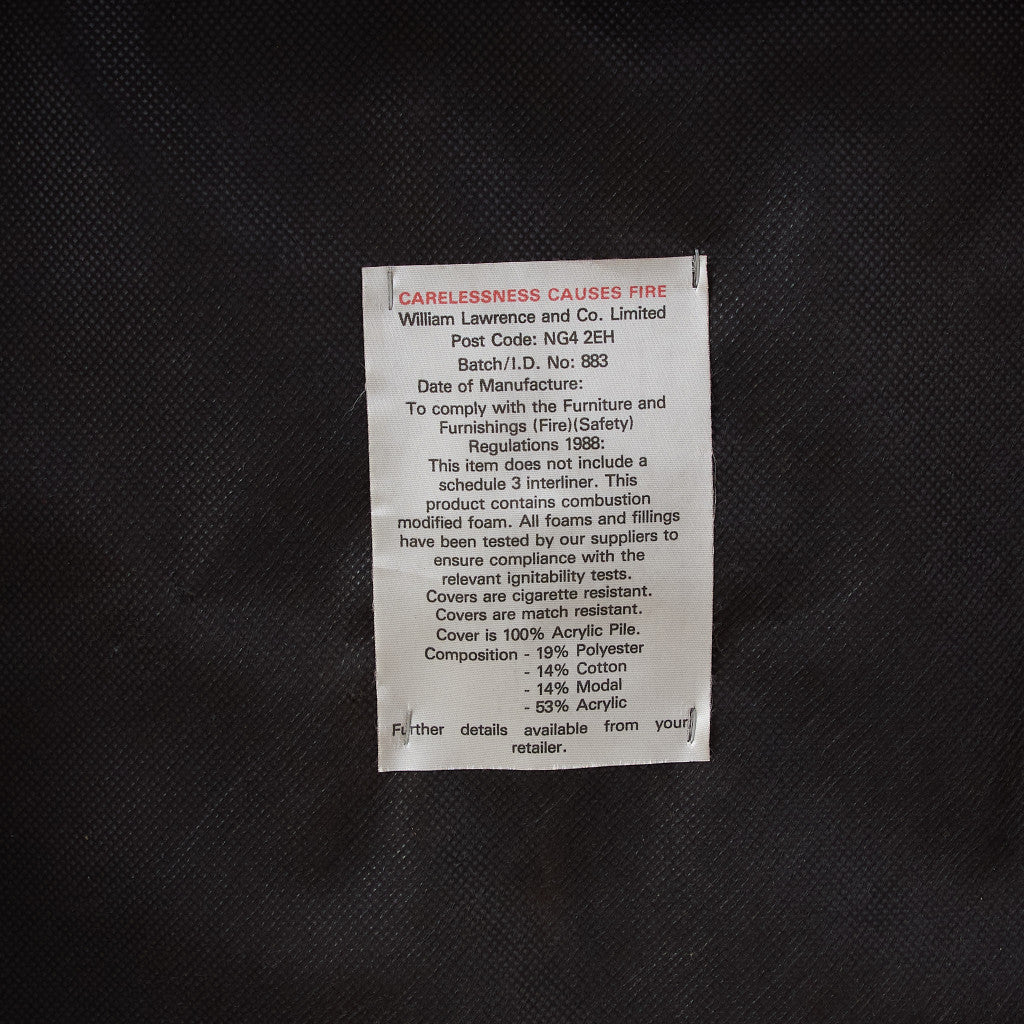 CARELESSNESS CAUSES FIRE
William Lawrence and Co. Limited
Post Code: NG4 2EH
Batch/I.D. No: 883
Date of Manufacture:
To comply with the Furniture and
Furnishings (Fire)(Safety)
Regulations 1988:
This item does not include a
schedule 3 interliner. This
product contains combustion
modified foam. All foams and fillings
have been tested by our suppliers to
ensure compliance with the
relevant ignitability tests.
Covers are cigarette resistant.
Covers are match resistant.
Cover is 100% Acrylic Pile.
Composition - 19% Polyester
- 14% Cotton
- 14% Modal
- 53% Acrylic
Further details available from your
retailer.